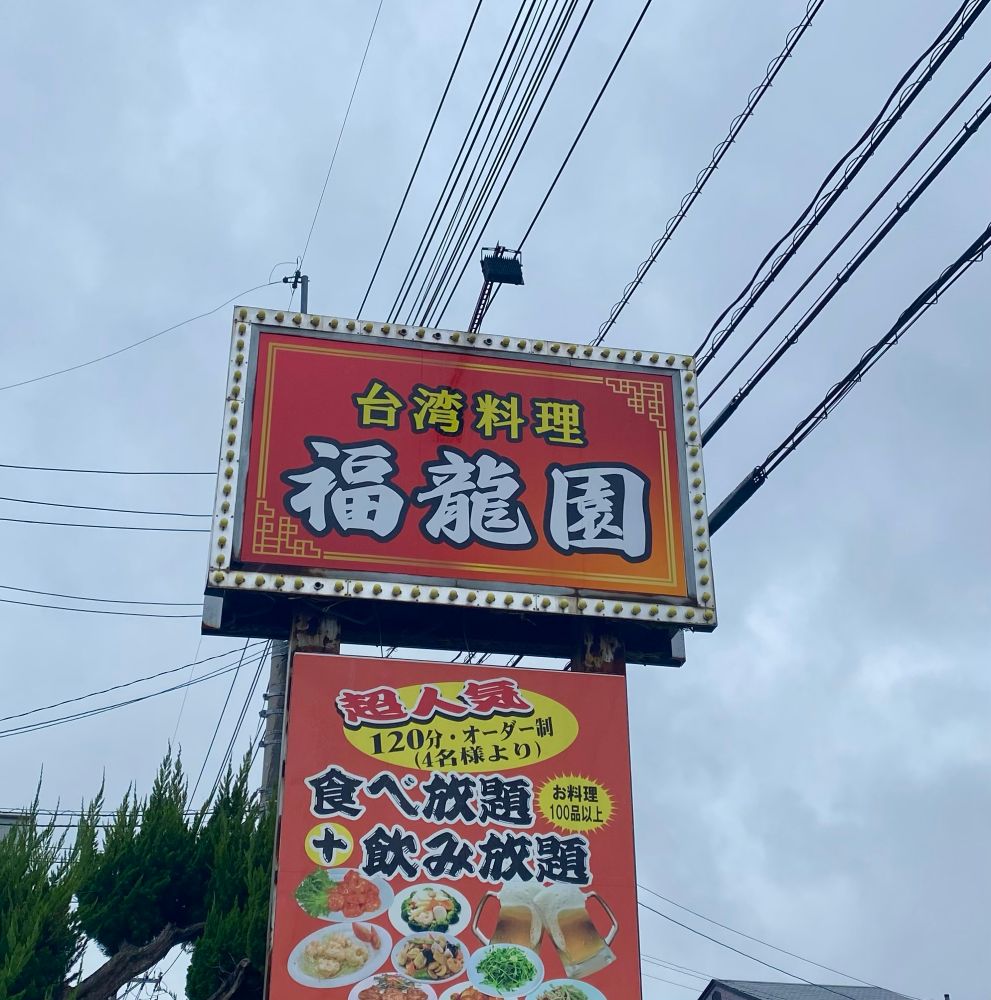 台湾料理
福龍園
超人気
120分・オーダー制
(4名様より)
食べ放題
お料理
100品以上
+飲み放題